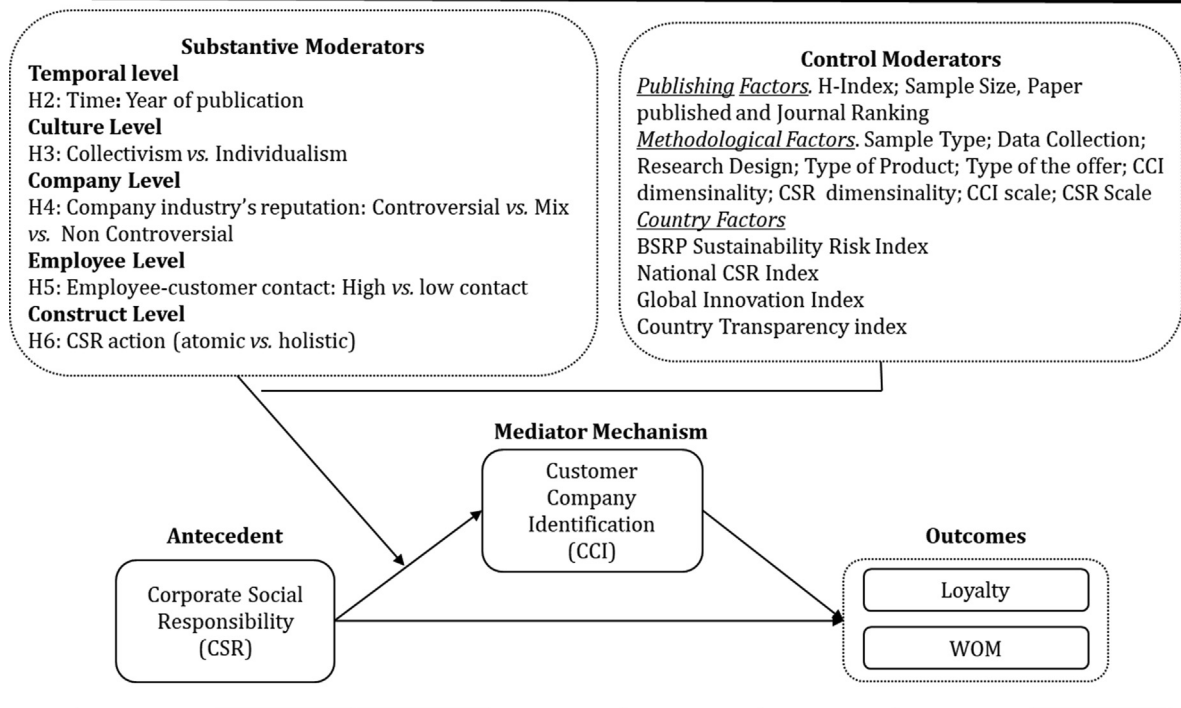 Substantive Moderators
Temporal level
H2: Time: Year of publication
Culture Level
H3: Collectivism vs. Individualism
Company Level
H4: Company industry's reputation: Controversial vs. Mix
vs. Non Controversial
Employee Level
H5: Employee-customer contact: High vs. low contact
Construct Level
H6: CSR action (atomic vs. holistic)
Control Moderators
Publishing Factors. H-Index; Sample Size, Paper
published and Journal Ranking
Methodological Factors. Sample Type; Data Collection;
Research Design; Type of Product; Type of the offer; CCI
dimensinality; CSR dimensinality; CCI scale; CSR Scale
Country Factors
BSRP Sustainability Risk Index
National CSR Index
Global Innovation Index
Country Transparency index
Mediator Mechanism
Customer
Company
Identification
(CCI)
Antecedent
Corporate Social
Responsibility
(CSR)
Outcomes
Loyalty
WOM